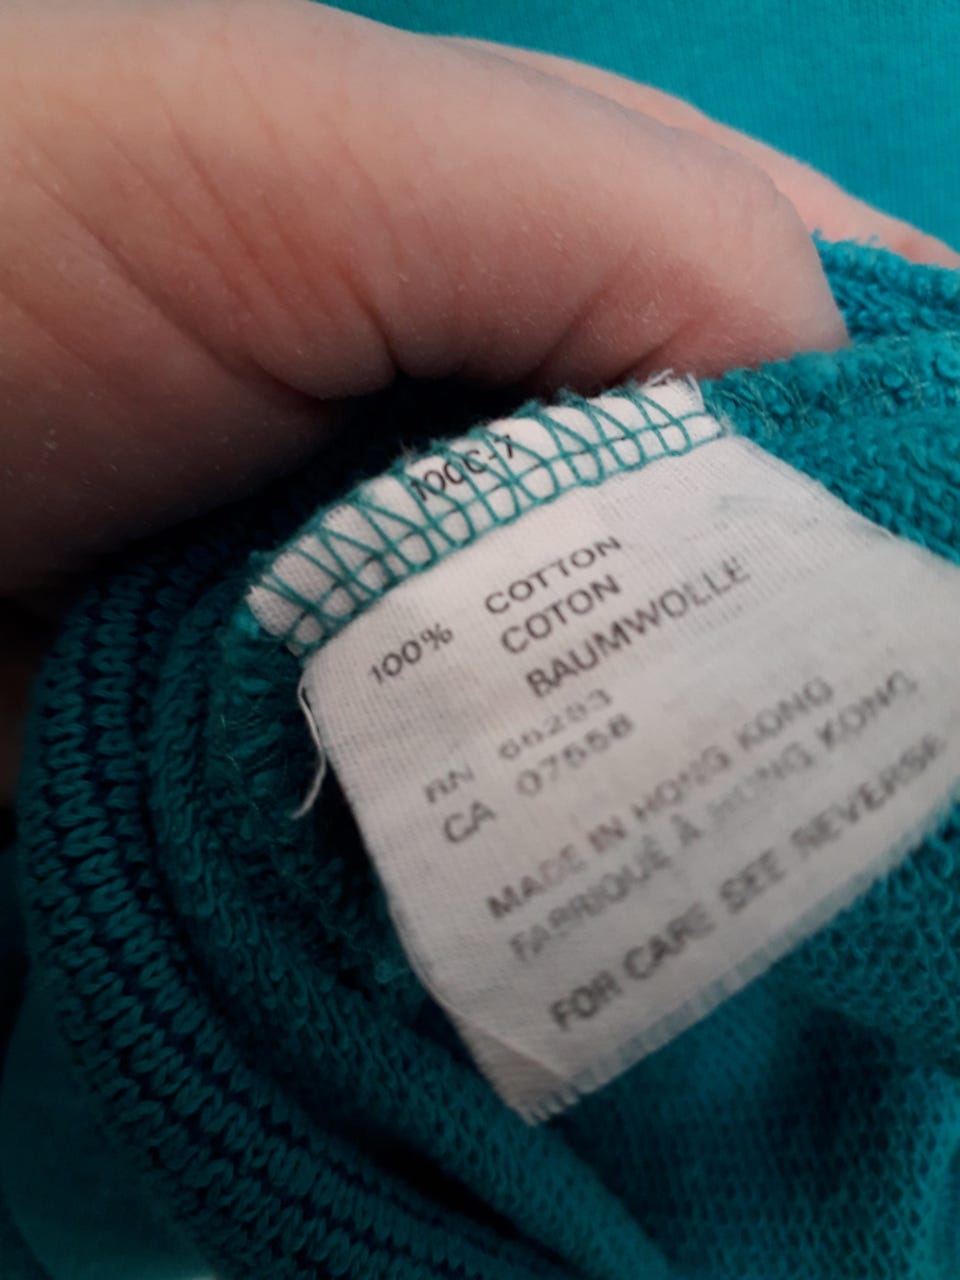 100C-7
100% COTTON
COTON
BAUMWOLLE
RN 66283
CA 07558
MADE IN HONG KONG
FABRIQUÉ À HONG KONG
FOR CARE SEE REVERSE